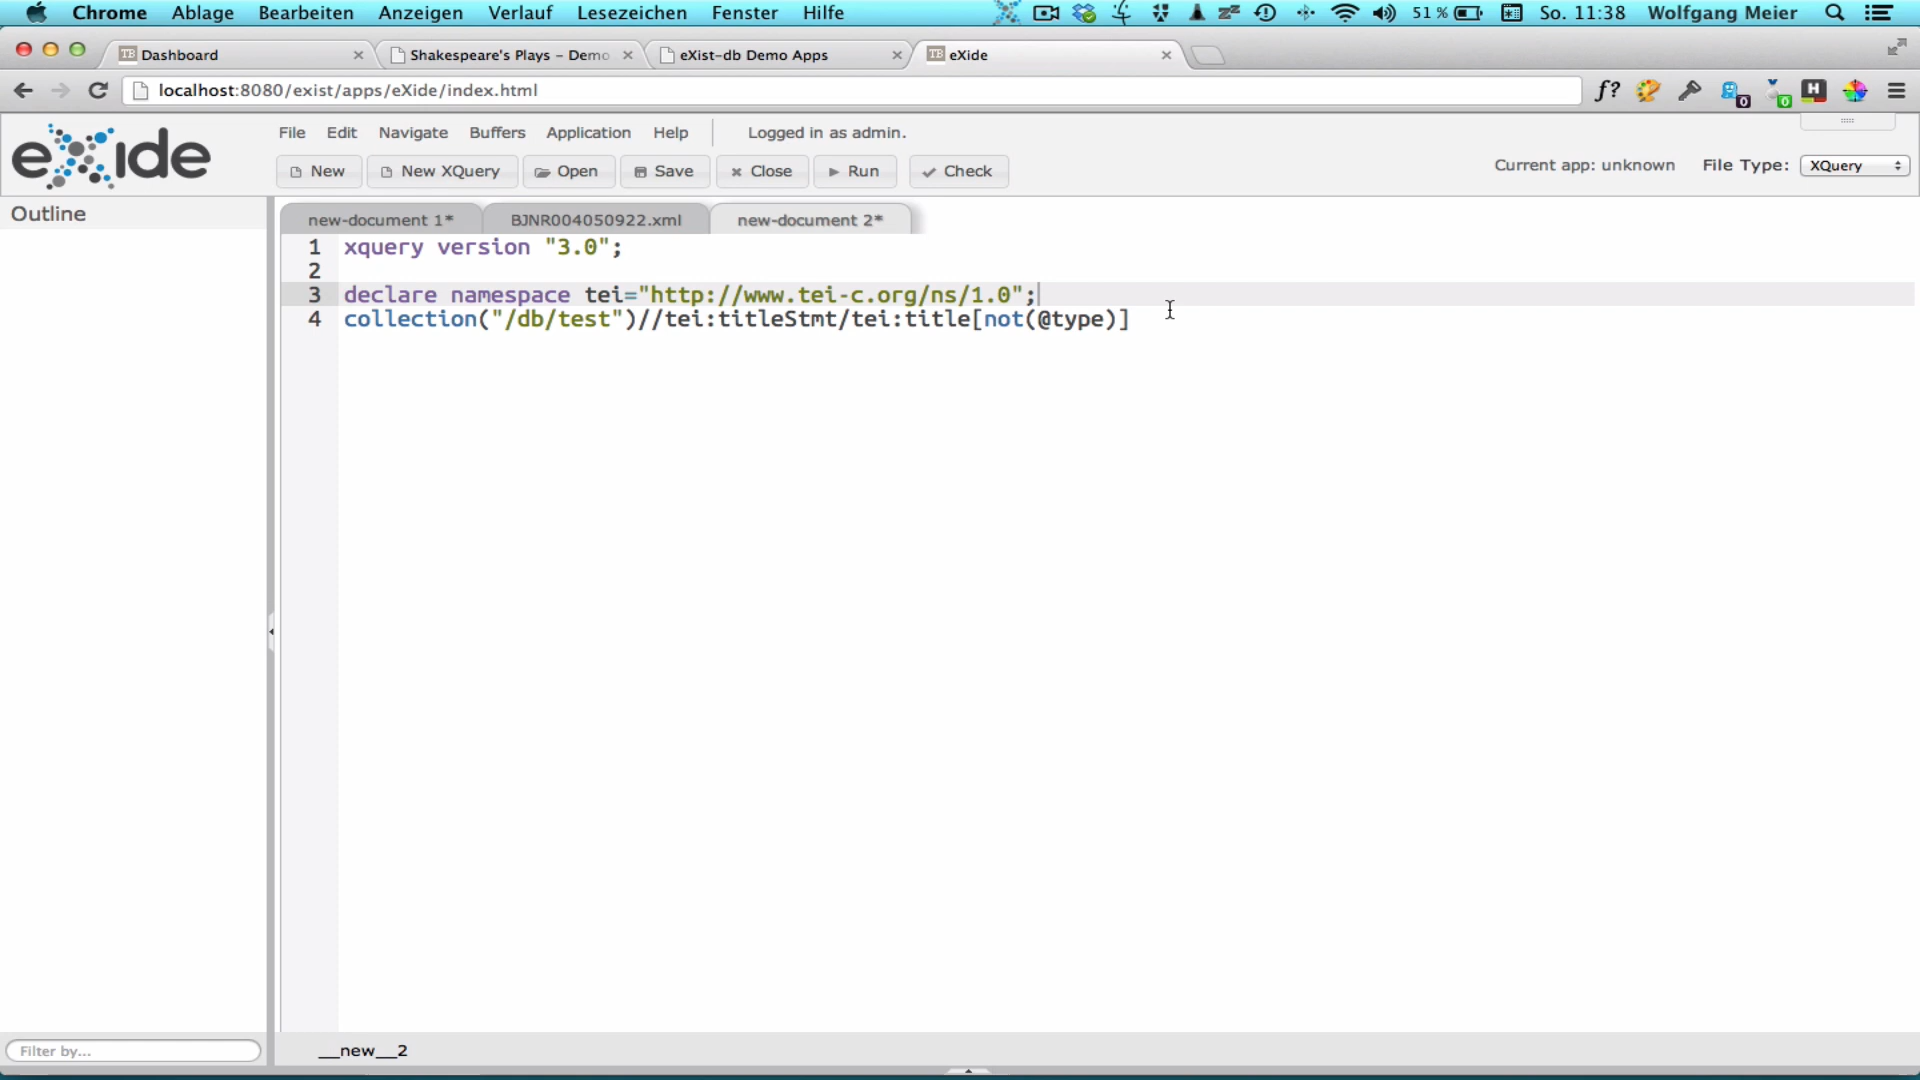 Chrome Ablage Bearbeiten Anzeigen Verlauf Lesezeichen Fenster Hilfe 51 % So. 11:38 Wolfgang Meier
Dashboard Shakespeare's Plays – Demo eXist-db Demo Apps eXide
localhost:8080/exist/apps/eXide/index.html f? 0 0 H
eXide
File Edit Navigate Buffers Application Help Logged in as admin.
New New XQuery Open Save Close Run Check Current app: unknown File Type: XQuery
Outline
new-document 1* BJNR004050922.xml new-document 2*
1 xquery version "3.0";
2
3 declare namespace tei="http://www.tei-c.org/ns/1.0";
4 collection("/db/test")//tei:titleStmt/tei:title[not(@type)]
Filter by... __new__2